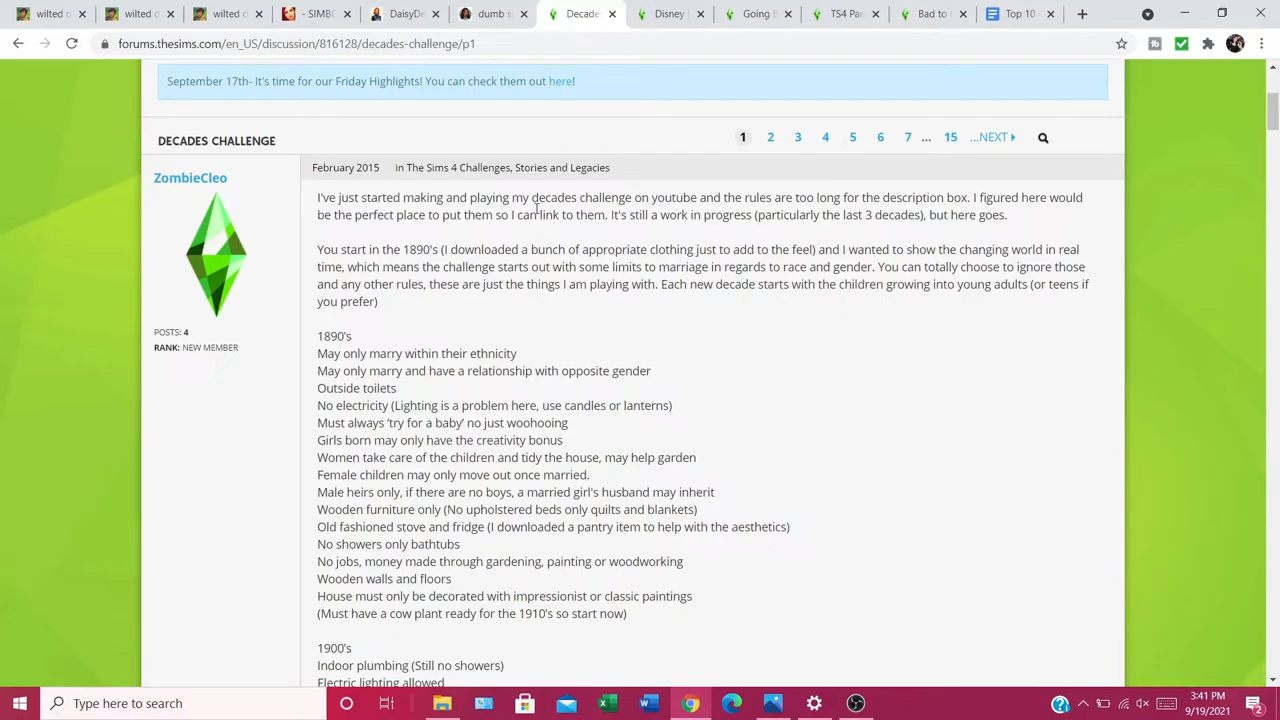 wilted c
wilted c
wilted c
- SIMBC
DaisyDe
dumb s
Decade
Disney L
Going B
TS4 Par
Bad to
Top 10 -
forums.thesims.com/en_US/discussion/816128/decades-challenge/p1
September 17th- It's time for our Friday Highlights! You can check them out here!
DECADES CHALLENGE
1 2 3 4 5 6 7 ... 15 ...NEXT
ZombieCleo
February 2015 in The Sims 4 Challenges, Stories and Legacies
I've just started making and playing my decades challenge on youtube and the rules are too long for the description box. I figured here would
be the perfect place to put them so I can link to them. It's still a work in progress (particularly the last 3 decades), but here goes.
You start in the 1890's (I downloaded a bunch of appropriate clothing just to add to the feel) and I wanted to show the changing world in real
time, which means the challenge starts out with some limits to marriage in regards to race and gender. You can totally choose to ignore those
and any other rules, these are just the things I am playing with. Each new decade starts with the children growing into young adults (or teens if
you prefer)
POSTS: 4
RANK: NEW MEMBER
1890's
May only marry within their ethnicity
May only marry and have a relationship with opposite gender
Outside toilets
No electricity (Lighting is a problem here, use candles or lanterns)
Must always 'try for a baby' no just woohooing
Girls born may only have the creativity bonus
Women take care of the children and tidy the house, may help garden
Female children may only move out once married.
Male heirs only, if there are no boys, a married girl's husband may inherit
Wooden furniture only (No upholstered beds only quilts and blankets)
Old fashioned stove and fridge (I downloaded a pantry item to help with the aesthetics)
No showers only bathtubs
No jobs, money made through gardening, painting or woodworking
Wooden walls and floors
House must only be decorated with impressionist or classic paintings
(Must have a cow plant ready for the 1910's so start now)
1900's
Indoor plumbing (Still no showers)
Electric lighting allowed
Type here to search
3:41 PM
9/19/2021
2